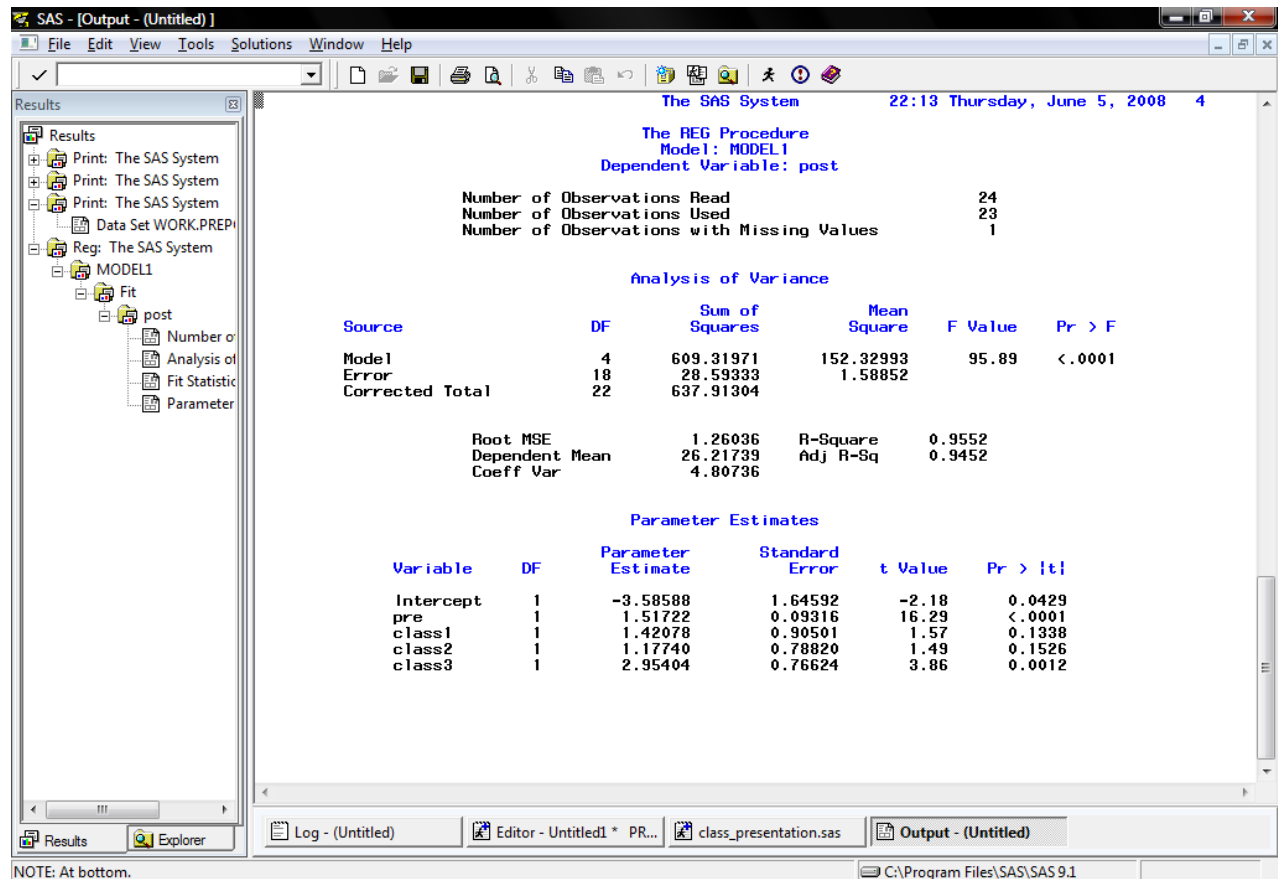 SAS - [Output - (Untitled) ]
File Edit View Tools Solutions Window Help
Results
Results
Print: The SAS System
Print: The SAS System
Print: The SAS System
Data Set WORK.PREP
Reg: The SAS System
MODEL1
Fit
post
Number o
Analysis of
Fit Statistic
Parameter
Results Explorer
The SAS System 22:13 Thursday, June 5, 2008 4
The REG Procedure
Model: MODEL1
Dependent Variable: post
Number of Observations Read 24
Number of Observations Used 23
Number of Observations with Missing Values 1
Analysis of Variance
Sum of Mean
Source DF Squares Square F Value Pr > F
Model 4 609.31971 152.32993 95.89 <.0001
Error 18 28.59333 1.58852
Corrected Total 22 637.91304
Root MSE 1.26036 R-Square 0.9552
Dependent Mean 26.21739 Adj R-Sq 0.9452
Coeff Var 4.80736
Parameter Estimates
Parameter Standard
Variable DF Estimate Error t Value Pr > |t|
Intercept 1 -3.58588 1.64592 -2.18 0.0429
pre 1 1.51722 0.09316 16.29 <.0001
class1 1 1.42078 0.90501 1.57 0.1338
class2 1 1.17740 0.78820 1.49 0.1526
class3 1 2.95404 0.76624 3.86 0.0012
Log - (Untitled) Editor - Untitled1 * PR... class_presentation.sas Output - (Untitled)
NOTE: At bottom. C:\Program Files\SAS\SAS 9.1